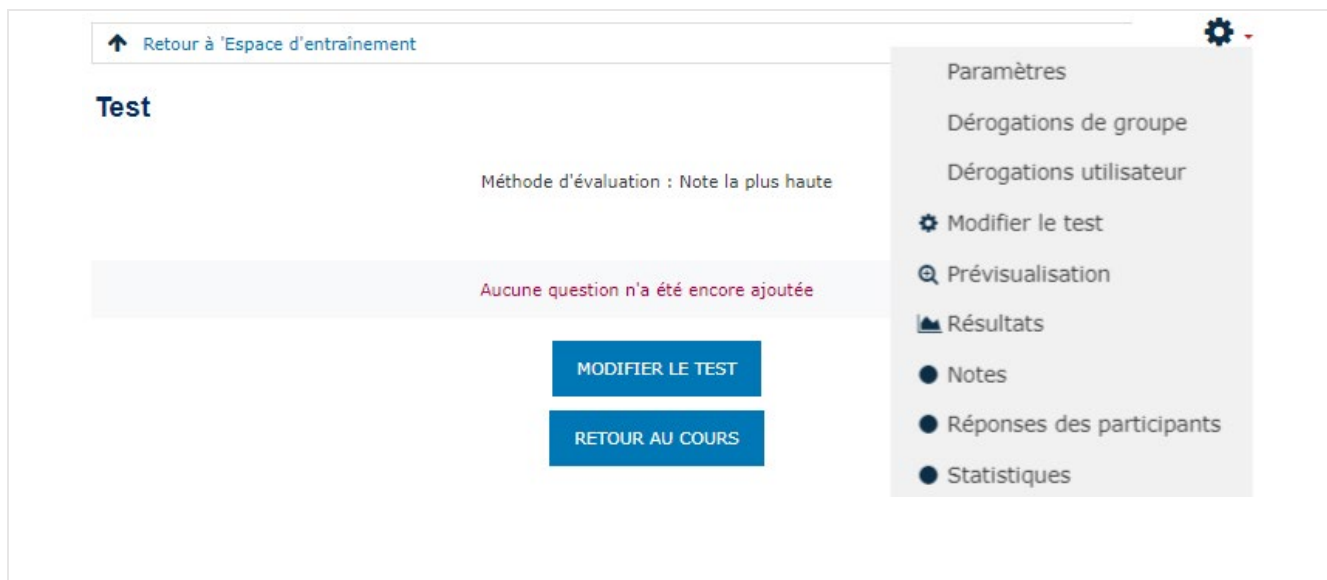 Retour à 'Espace d'entraînement
Test
Méthode d'évaluation : Note la plus haute
Aucune question n'a été encore ajoutée
MODIFIER LE TEST
RETOUR AU COURS
Paramètres
Dérogations de groupe
Dérogations utilisateur
Modifier le test
Prévisualisation
Résultats
Notes
Réponses des participants
Statistiques